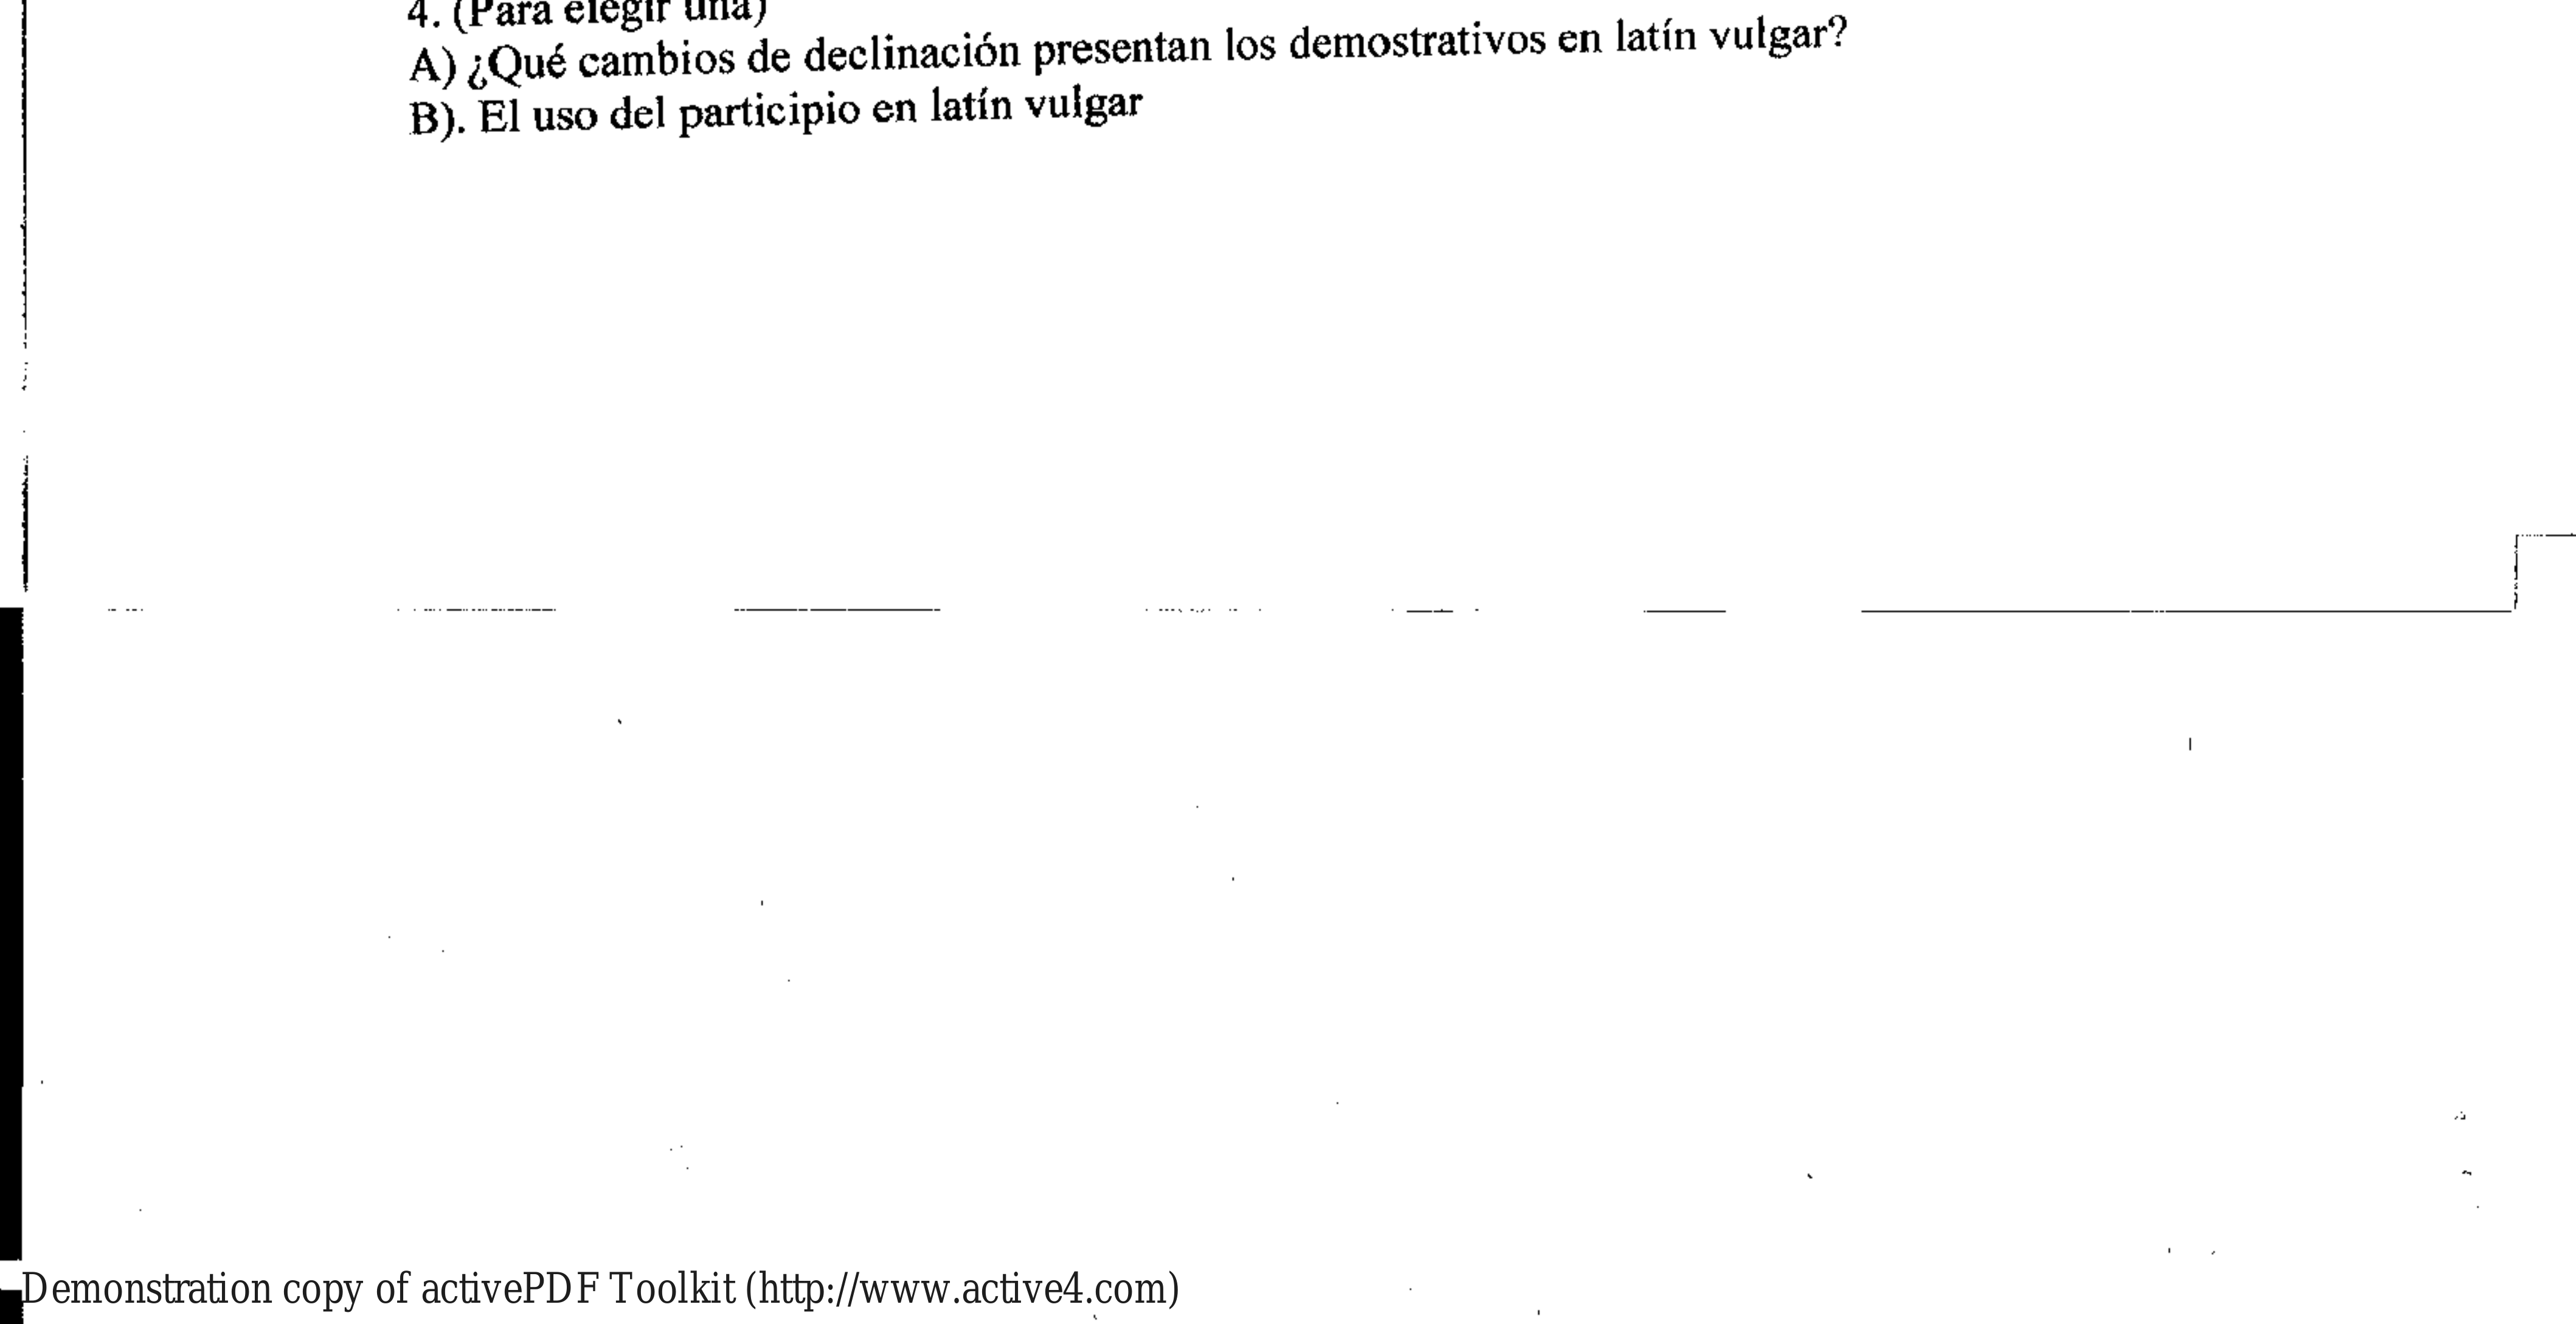 4. (Para elegir una)
A) ¿Qué cambios de declinación presentan los demostrativos en latín vulgar?
B). El uso del participio en latín vulgar
Demonstration copy of activePDF Toolkit (http://www.active4.com)